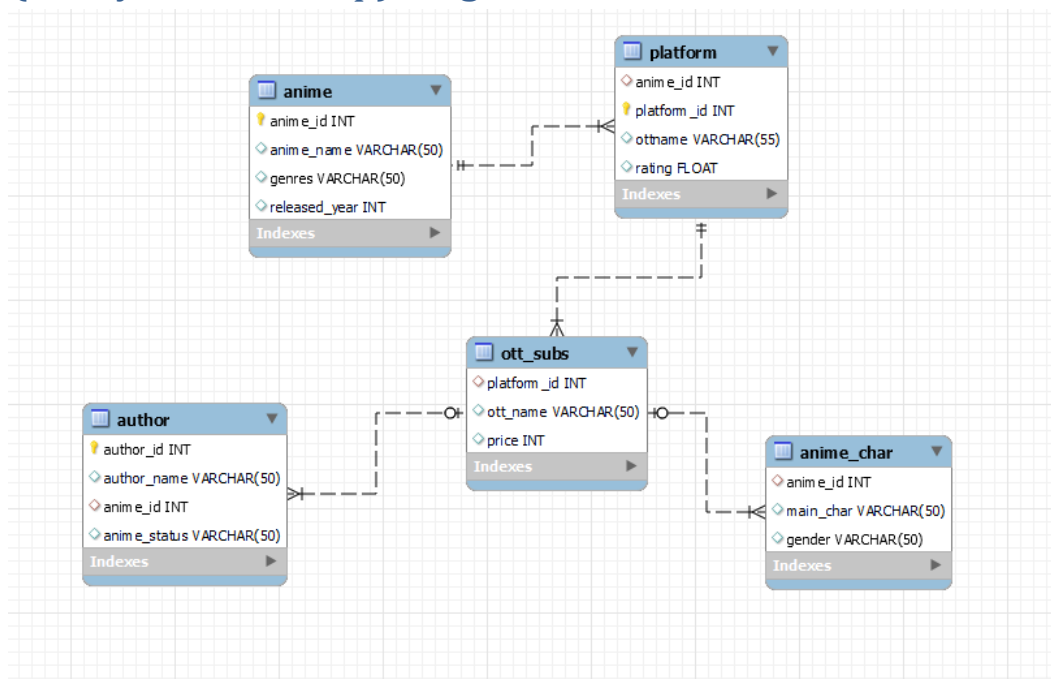 platform
anime_id INT
platform_id INT
ottname VARCHAR(55)
rating FLOAT
Indexes
anime
anime_id INT
anime_name VARCHAR(50)
genres VARCHAR(50)
released_year INT
Indexes
ott_subs
platform_id INT
ott_name VARCHAR(50)
price INT
Indexes
author
author_id INT
author_name VARCHAR(50)
anime_id INT
anime_status VARCHAR(50)
Indexes
anime_char
anime_id INT
main_char VARCHAR(50)
gender VARCHAR(50)
Indexes